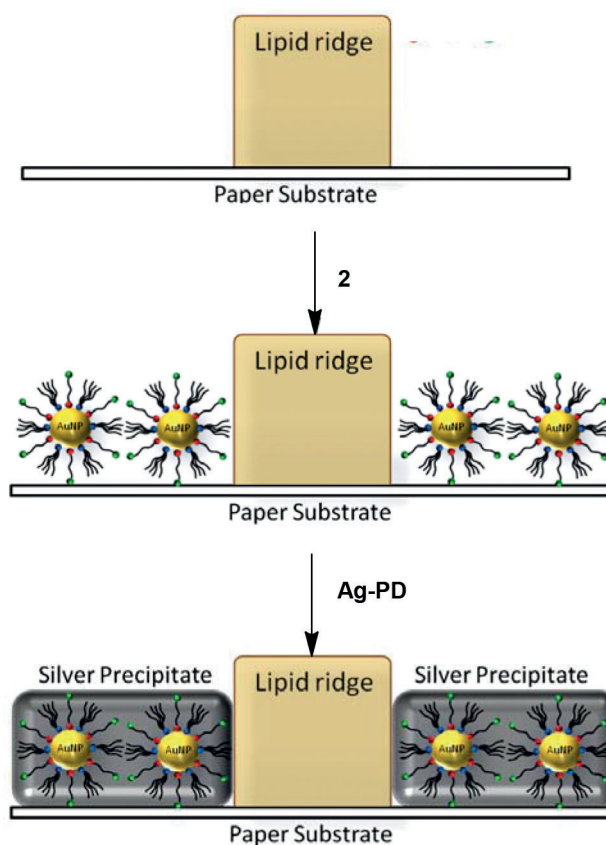 Lipid ridge
Paper Substrate
2
Lipid ridge
AuNP AuNP AuNP AuNP
Paper Substrate
Ag-PD
Silver Precipitate Silver Precipitate
Lipid ridge
AuNP AuNP AuNP AuNP
Paper Substrate